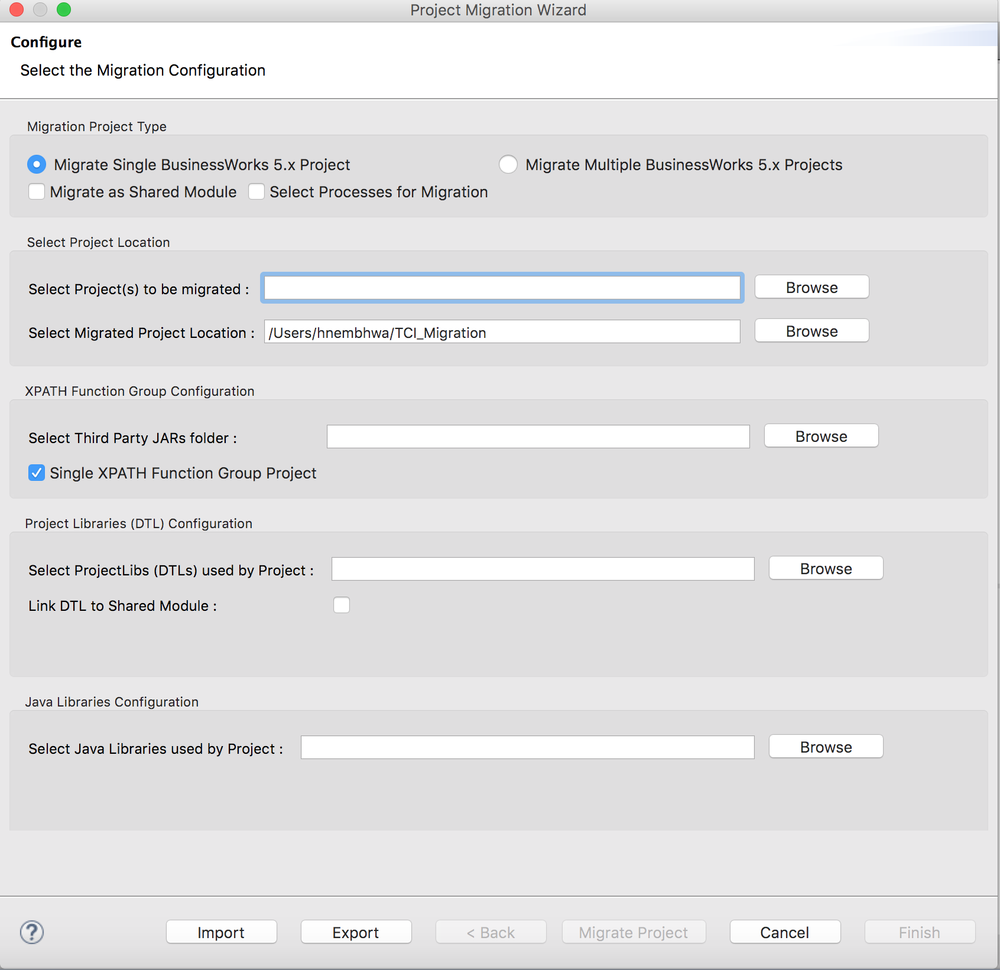 Project Migration Wizard
Configure
Select the Migration Configuration
Migration Project Type
Migrate Single BusinessWorks 5.x Project
Migrate Multiple BusinessWorks 5.x Projects
Migrate as Shared Module
Select Processes for Migration
Select Project Location
Select Project(s) to be migrated :
Browse
Select Migrated Project Location :
/Users/hnembhwa/TCI_Migration
Browse
XPATH Function Group Configuration
Select Third Party JARs folder :
Browse
Single XPATH Function Group Project
Project Libraries (DTL) Configuration
Select ProjectLibs (DTLs) used by Project :
Browse
Link DTL to Shared Module :
Java Libraries Configuration
Select Java Libraries used by Project :
Browse
?
Import
Export
< Back
Migrate Project
Cancel
Finish